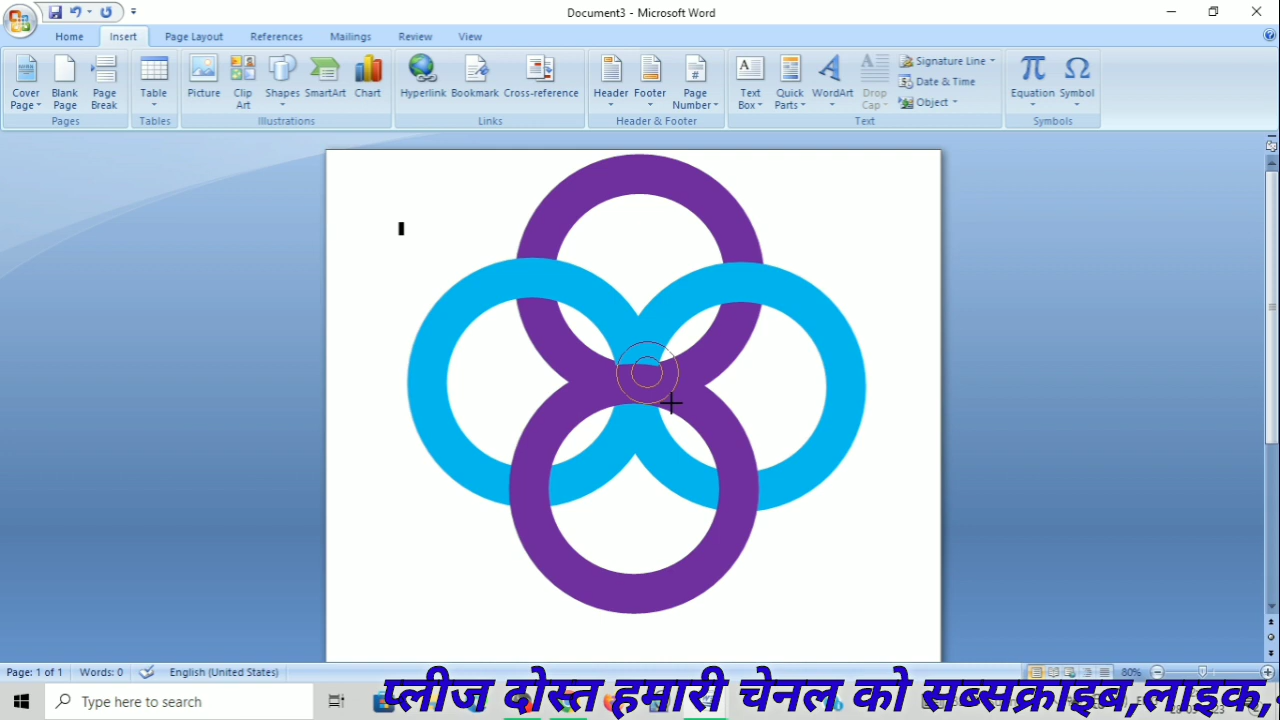 Document3 - Microsoft Word
Home Insert Page Layout References Mailings Review View
Cover Page Blank Page Page Break Table Picture Clip Art Shapes SmartArt Chart Hyperlink Bookmark Cross-reference Header Footer Page Number Text Box Quick Parts WordArt Drop Cap Signature Line Date & Time Object Equation Symbol
Pages Tables Illustrations Links Header & Footer Text Symbols
Page: 1 of 1 Words: 0 English (United States) 80%
Type here to search
प्लीज दोस्त हमारी चेनल को सब्सक्राइब,लाइक,